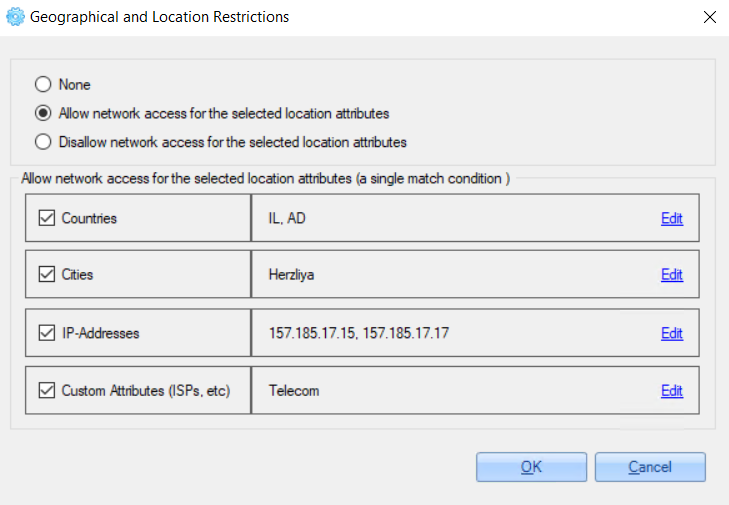 Geographical and Location Restrictions
None
Allow network access for the selected location attributes
Disallow network access for the selected location attributes
Allow network access for the selected location attributes (a single match condition )
Countries IL, AD Edit
Cities Herzliya Edit
IP-Addresses 157.185.17.15, 157.185.17.17 Edit
Custom Attributes (ISPs, etc) Telecom Edit
OK Cancel